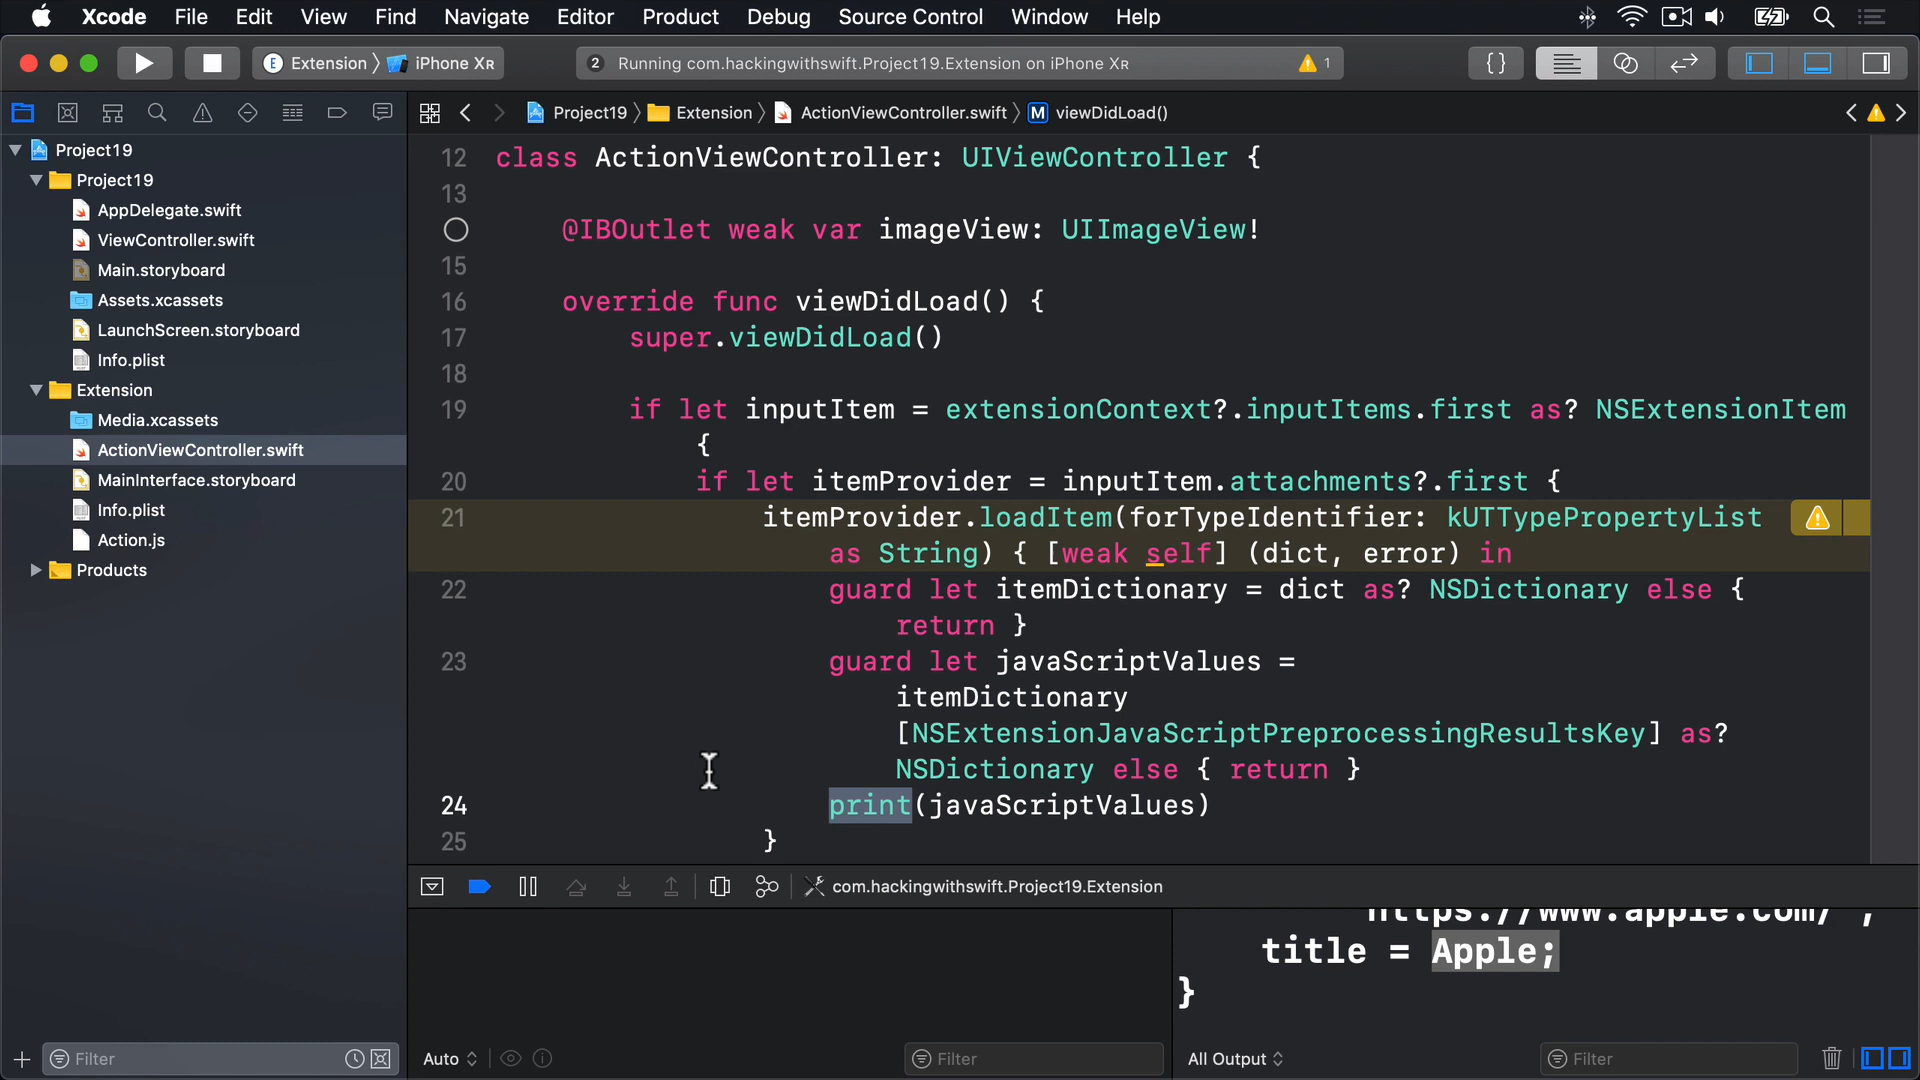 Xcode File Edit View Find Navigate Editor Product Debug Source Control Window Help
E Extension iPhone XR
2 Running com.hackingwithswift.Project19.Extension on iPhone XR 1
{}
Project19 Extension ActionViewController.swift M viewDidLoad()
Project19
Project19
AppDelegate.swift
ViewController.swift
Main.storyboard
Assets.xcassets
LaunchScreen.storyboard
Info.plist
Extension
Media.xcassets
ActionViewController.swift
MainInterface.storyboard
Info.plist
Action.js
Products
Filter
12 class ActionViewController: UIViewController {
13
@IBOutlet weak var imageView: UIImageView!
15
16 override func viewDidLoad() {
17 super.viewDidLoad()
18
19 if let inputItem = extensionContext?.inputItems.first as? NSExtensionItem
{
20 if let itemProvider = inputItem.attachments?.first {
21 itemProvider.loadItem(forTypeIdentifier: kUTTypePropertyList
as String) { [weak self] (dict, error) in
22 guard let itemDictionary = dict as? NSDictionary else {
return }
23 guard let javaScriptValues =
itemDictionary
[NSExtensionJavaScriptPreprocessingResultsKey] as?
NSDictionary else { return }
24 print(javaScriptValues)
25 }
com.hackingwithswift.Project19.Extension
https://www.apple.com/";
title = Apple;
}
Auto Filter
All Output Filter